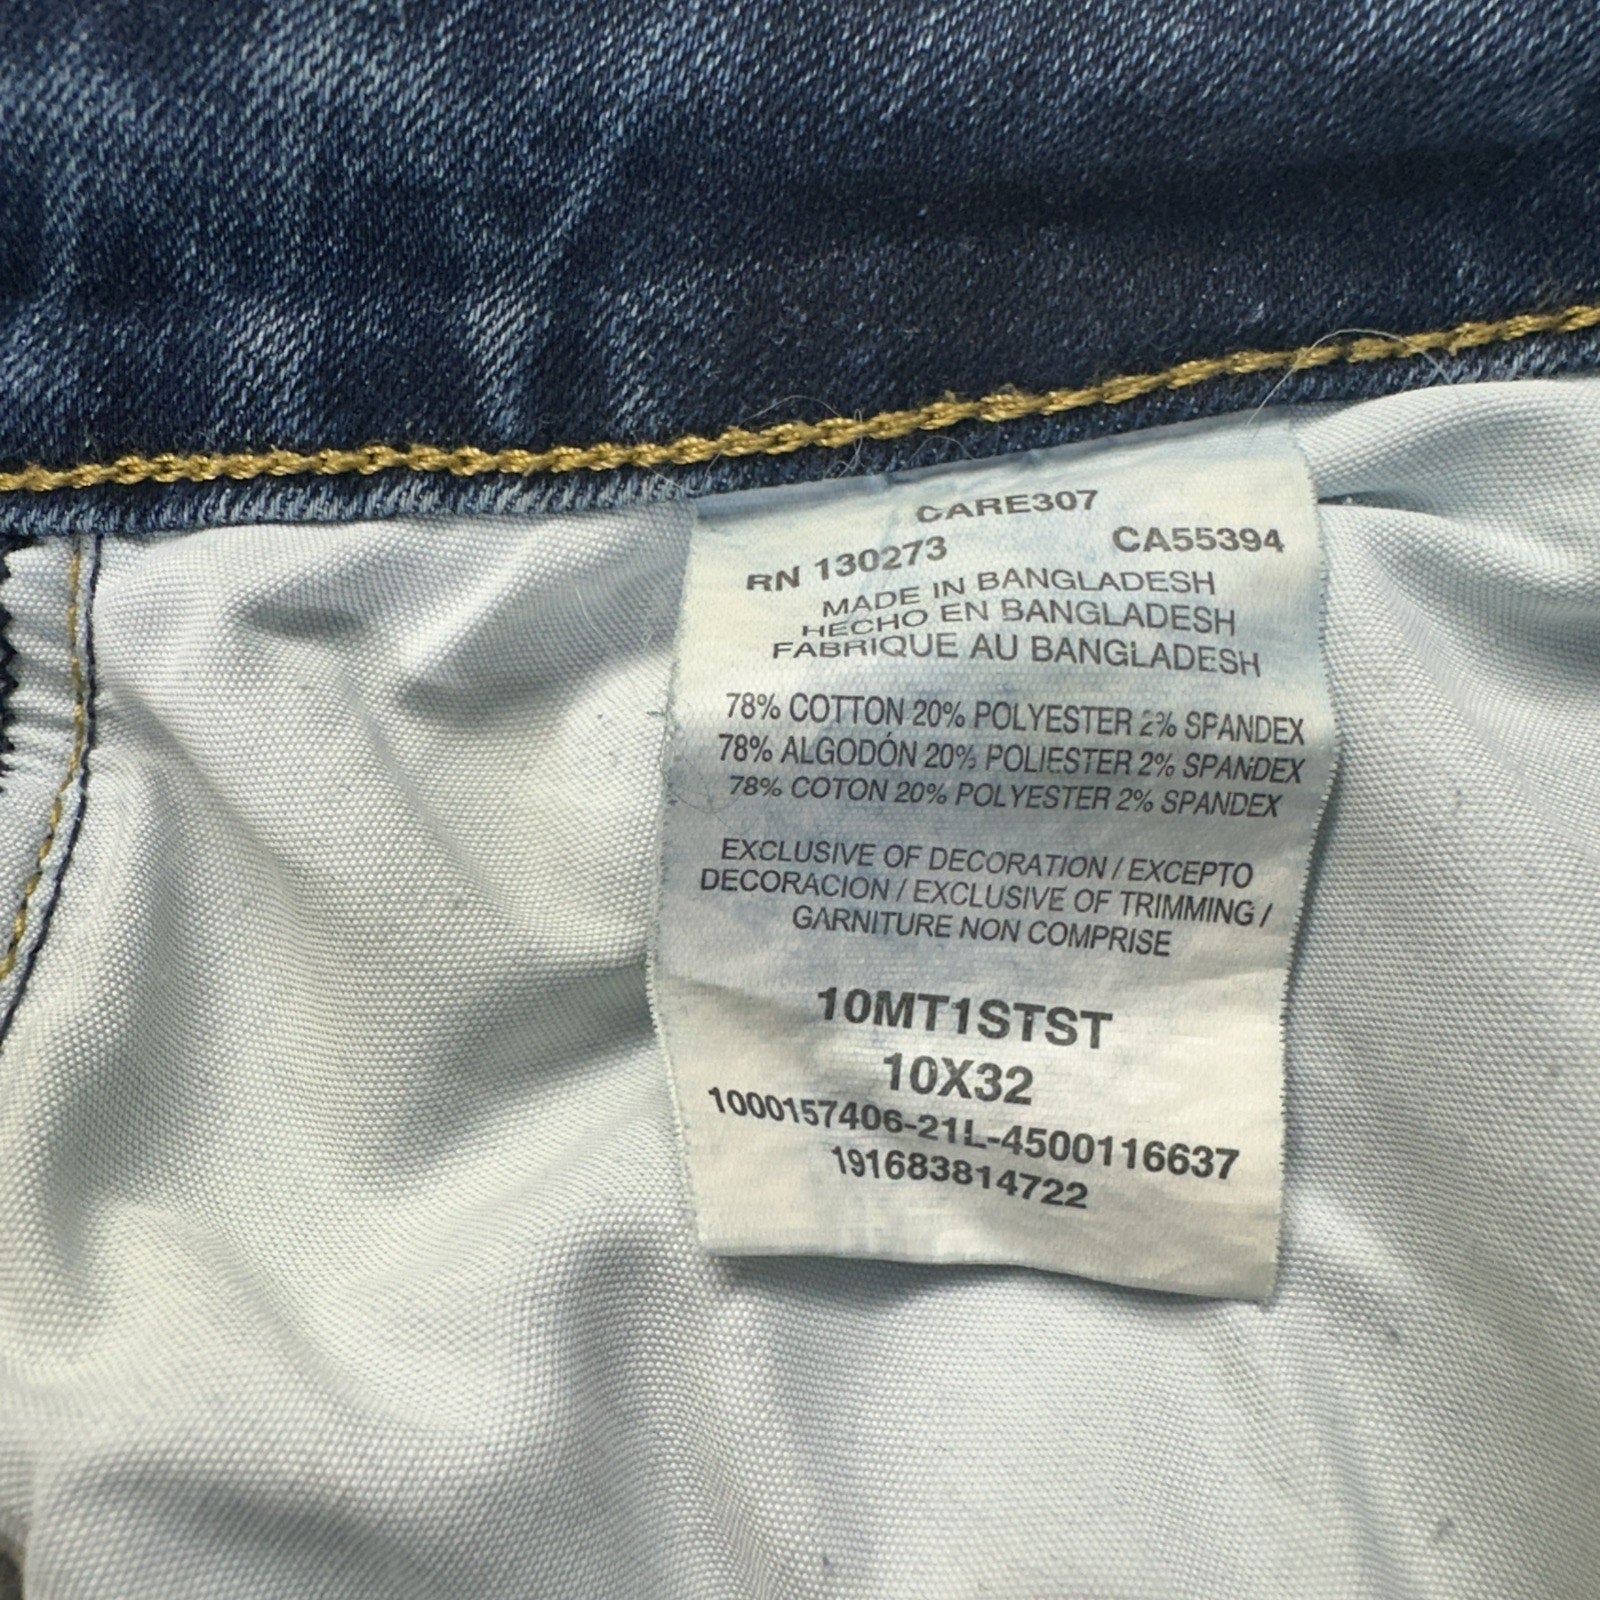 CARE307
RN 130273 CA55394
MADE IN BANGLADESH
HECHO EN BANGLADESH
FABRIQUE AU BANGLADESH
78% COTTON 20% POLYESTER 2% SPANDEX
78% ALGODÓN 20% POLIESTER 2% SPANDEX
78% COTON 20% POLYESTER 2% SPANDEX
EXCLUSIVE OF DECORATION / EXCEPTO
DECORACION / EXCLUSIVE OF TRIMMING /
GARNITURE NON COMPRISE
10MT1STST
10X32
1000157406-21L-4500116637
191683814722